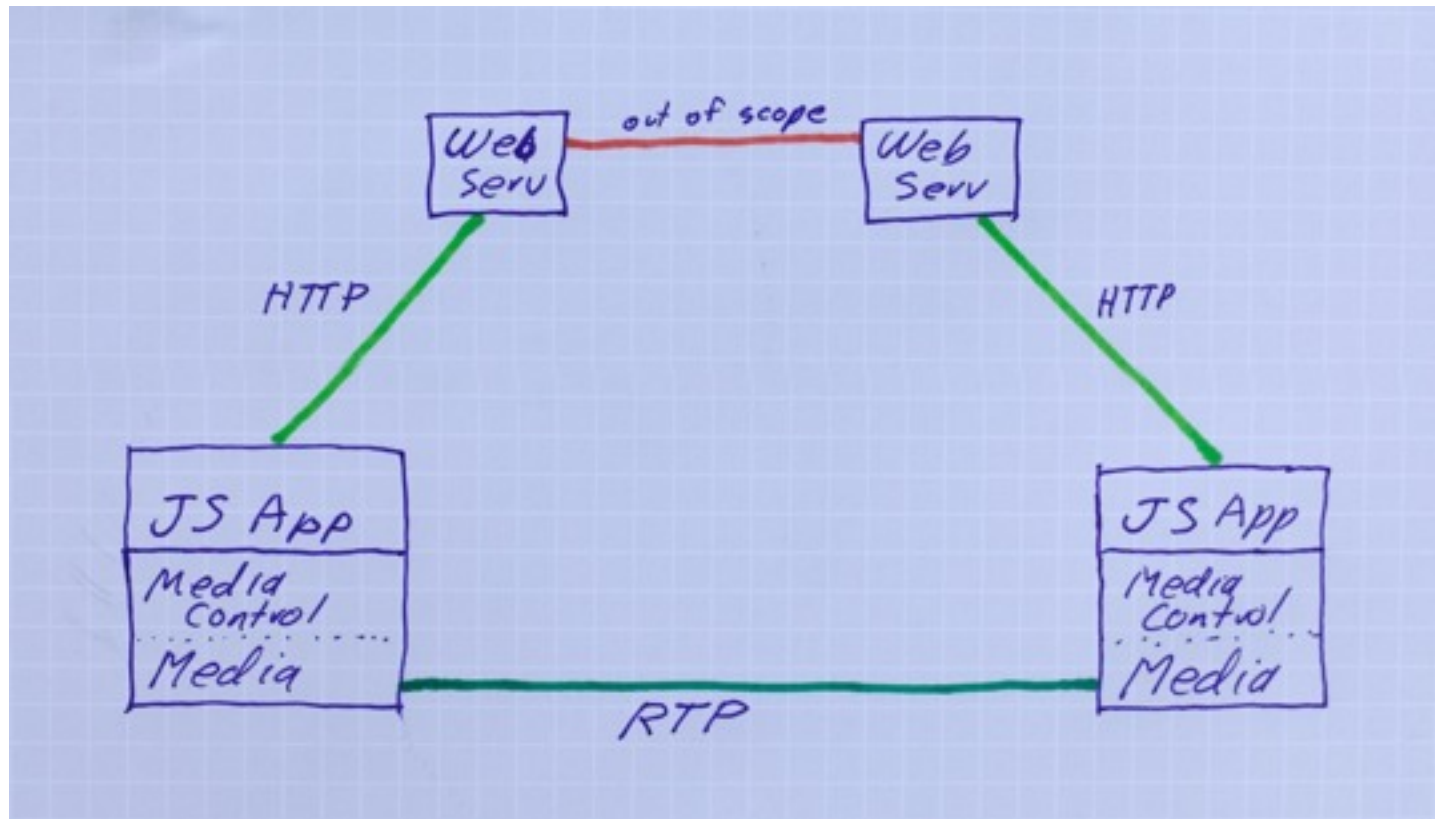 out of scope
Web
Serv
Web
Serv
HTTP
HTTP
JS App
Media
Control
Media
JS App
Media
Control
Media
RTP